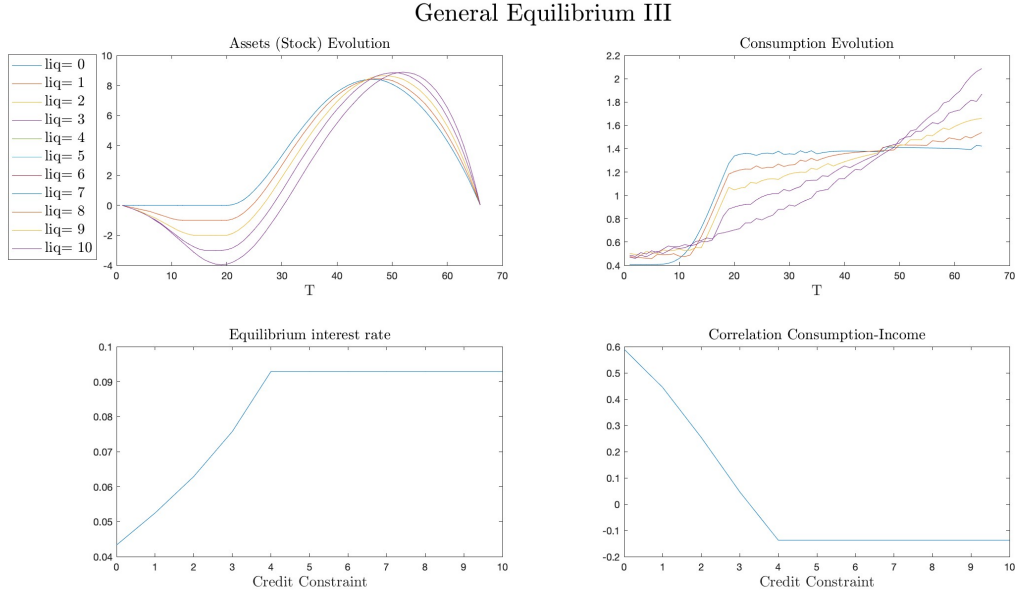 General Equilibrium III
Assets (Stock) Evolution
liq= 0
liq= 1
liq= 2
liq= 3
liq= 4
liq= 5
liq= 6
liq= 7
liq= 8
liq= 9
liq= 10
10
8
6
4
2
0
-2
-4
0 10 20 30 40 50 60 70
T
Consumption Evolution
2.2
2
1.8
1.6
1.4
1.2
1
0.8
0.6
0.4
0 10 20 30 40 50 60 70
T
Equilibrium interest rate
0.1
0.09
0.08
0.07
0.06
0.05
0.04
0 1 2 3 4 5 6 7 8 9 10
Credit Constraint
Correlation Consumption-Income
0.6
0.5
0.4
0.3
0.2
0.1
0
-0.1
-0.2
0 1 2 3 4 5 6 7 8 9 10
Credit Constraint